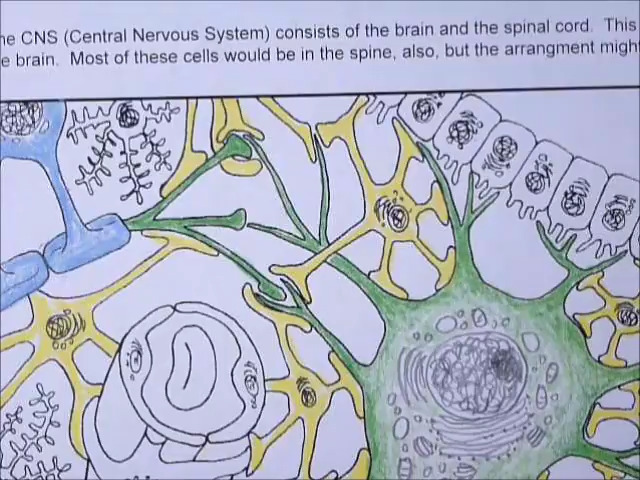 he CNS (Central Nervous System) consists of the brain and the spinal cord. This
e brain. Most of these cells would be in the spine, also, but the arrangment might